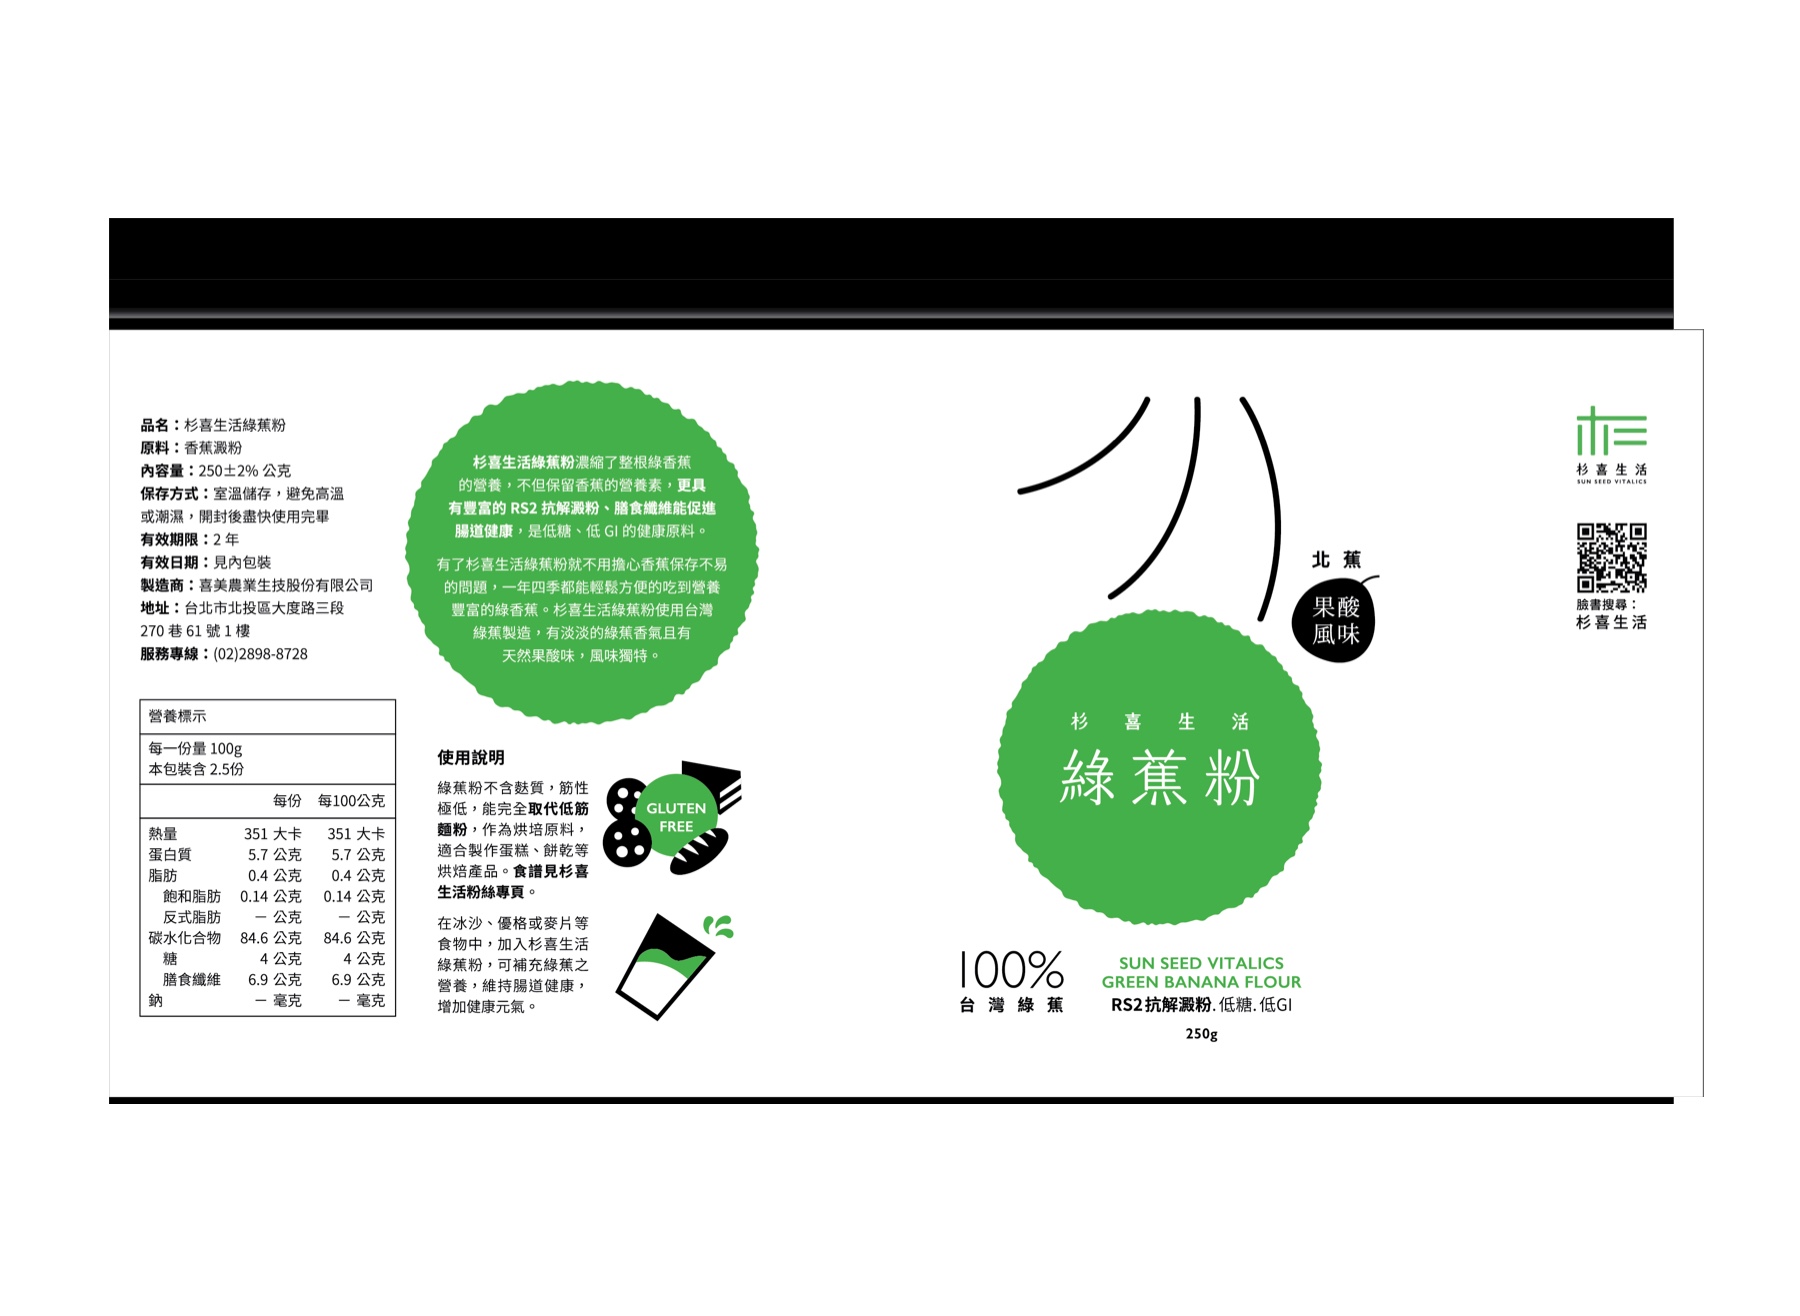 品名：杉喜生活綠蕉粉
原料：香蕉澱粉
內容量：250±2% 公克
保存方式：室溫儲存，避免高溫
或潮濕，開封後盡快使用完畢
有效期限：2 年
有效日期：見內包裝
製造商：喜美農業生技股份有限公司
地址：台北市北投區大度路三段
270 巷 61 號 1 樓
服務專線：(02)2898-8728
營養標示
每一份量 100g
本包裝含 2.5份
每份 每100公克
熱量 351 大卡 351 大卡
蛋白質 5.7 公克 5.7 公克
脂肪 0.4 公克 0.4 公克
飽和脂肪 0.14 公克 0.14 公克
反式脂肪 － 公克 － 公克
碳水化合物 84.6 公克 84.6 公克
糖 4 公克 4 公克
膳食纖維 6.9 公克 6.9 公克
鈉 － 毫克 － 毫克
杉喜生活綠蕉粉濃縮了整根綠香蕉
的營養，不但保留香蕉的營養素，更具
有豐富的 RS2 抗解澱粉、膳食纖維能促進
腸道健康，是低糖、低 GI 的健康原料。
有了杉喜生活綠蕉粉就不用擔心香蕉保存不易
的問題，一年四季都能輕鬆方便的吃到營養
豐富的綠香蕉。杉喜生活綠蕉粉使用台灣
綠蕉製造，有淡淡的綠蕉香氣且有
天然果酸味，風味獨特。
使用說明
綠蕉粉不含麩質，筋性
極低，能完全取代低筋
麵粉，作為烘培原料，
適合製作蛋糕、餅乾等
烘焙產品。食譜見杉喜
生活粉絲專頁。
GLUTEN
FREE
在冰沙、優格或麥片等
食物中，加入杉喜生活
綠蕉粉，可補充綠蕉之
營養，維持腸道健康，
增加健康元氣。
北蕉
果酸
風味
杉喜生活
綠蕉粉
100%
台灣綠蕉
SUN SEED VITALICS
GREEN BANANA FLOUR
RS2抗解澱粉.低糖.低GI
250g
杉喜生活
SUN SEED VITALICS
臉書搜尋：
杉喜生活